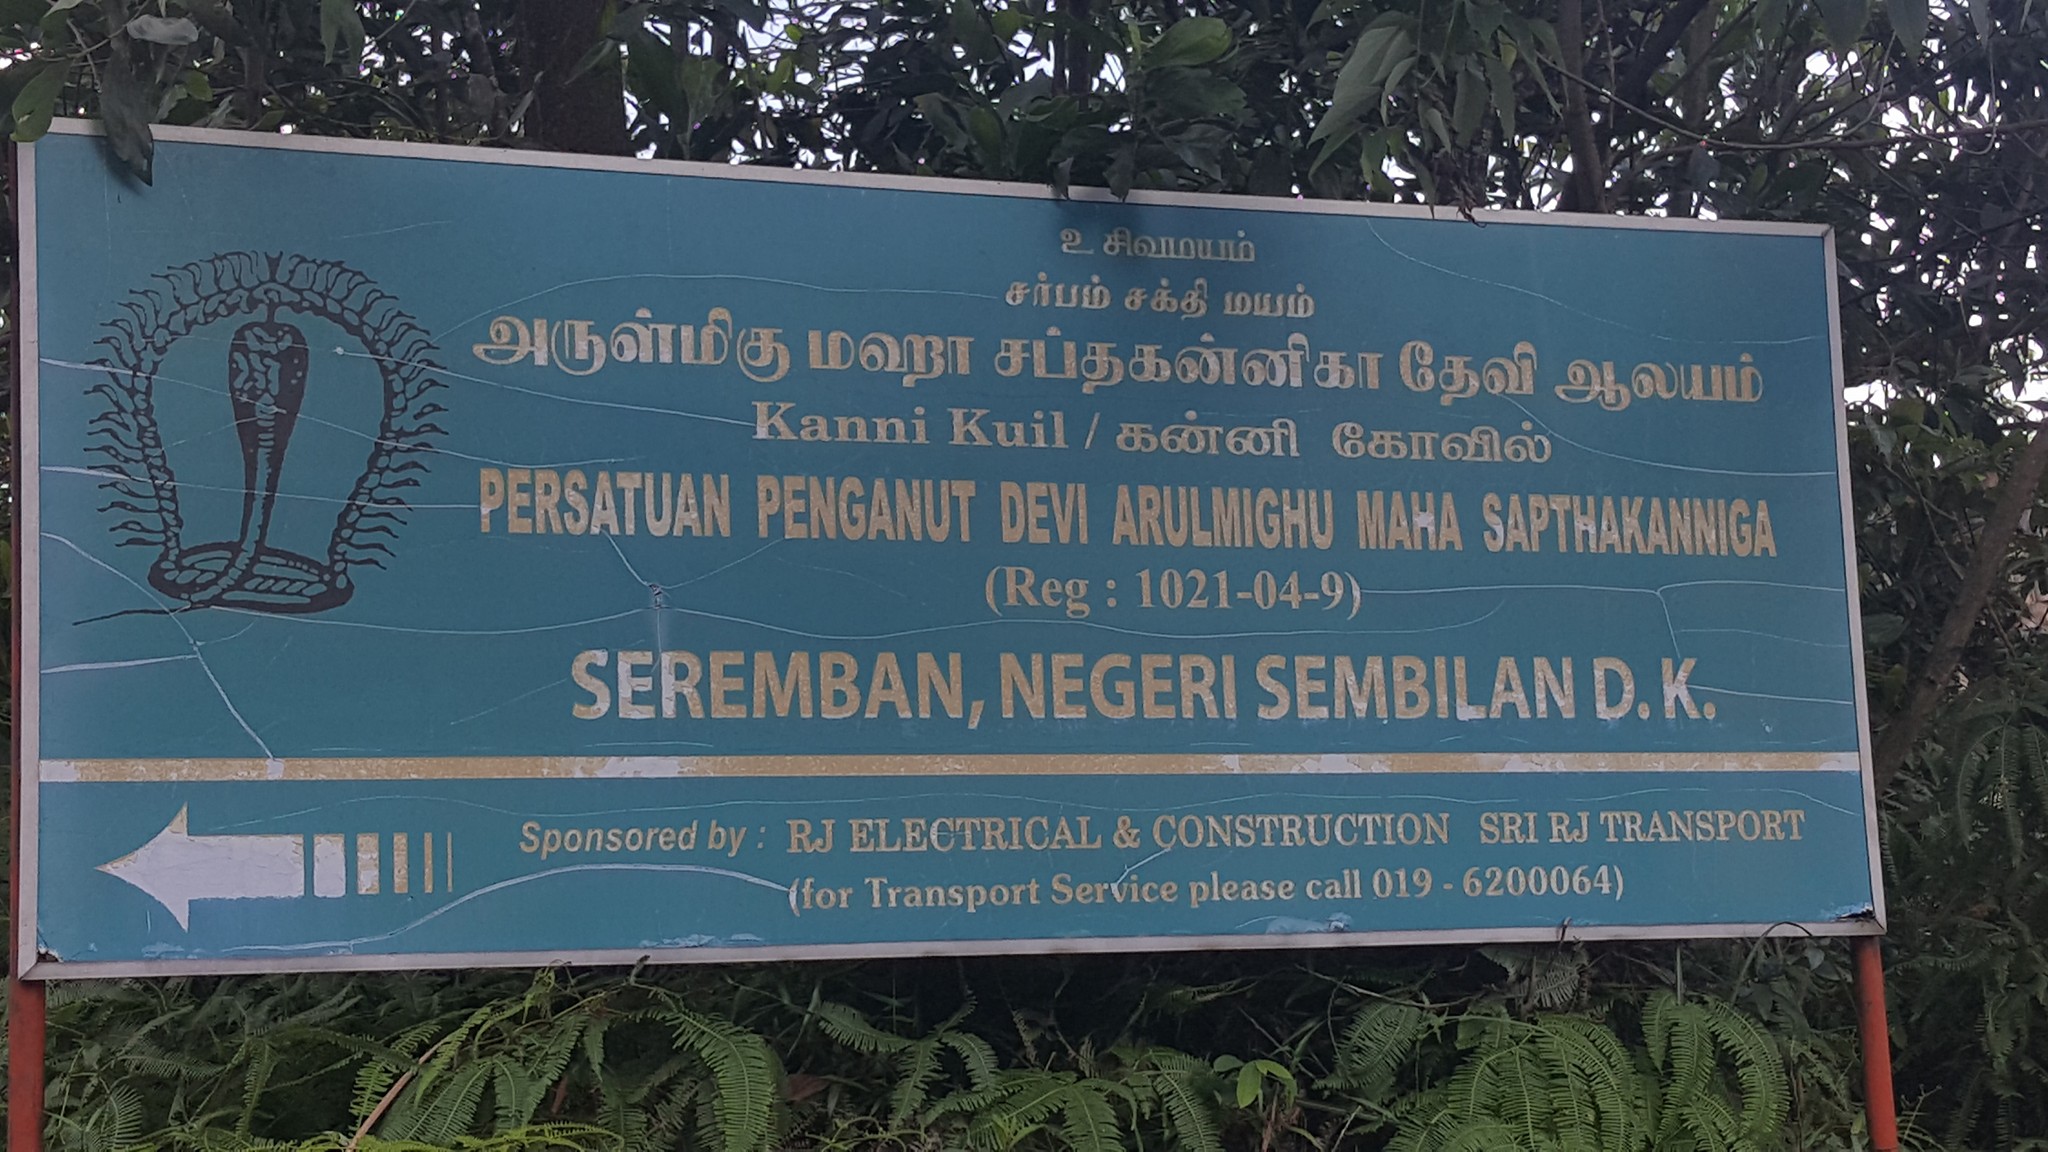 உ சிவமயம்
சர்பம் சக்தி மயம்
அருள்மிகு மஹா சப்தகன்னிகா தேவி ஆலயம்
Kanni Kuil / கன்னி கோவில்
PERSATUAN PENGANUT DEVI ARULMIGHU MAHA SAPTHAKANNIGA
(Reg : 1021-04-9)
SEREMBAN, NEGERI SEMBILAN D. K.
Sponsored by : RJ ELECTRICAL & CONSTRUCTION SRI RJ TRANSPORT
(for Transport Service please call 019 - 6200064)